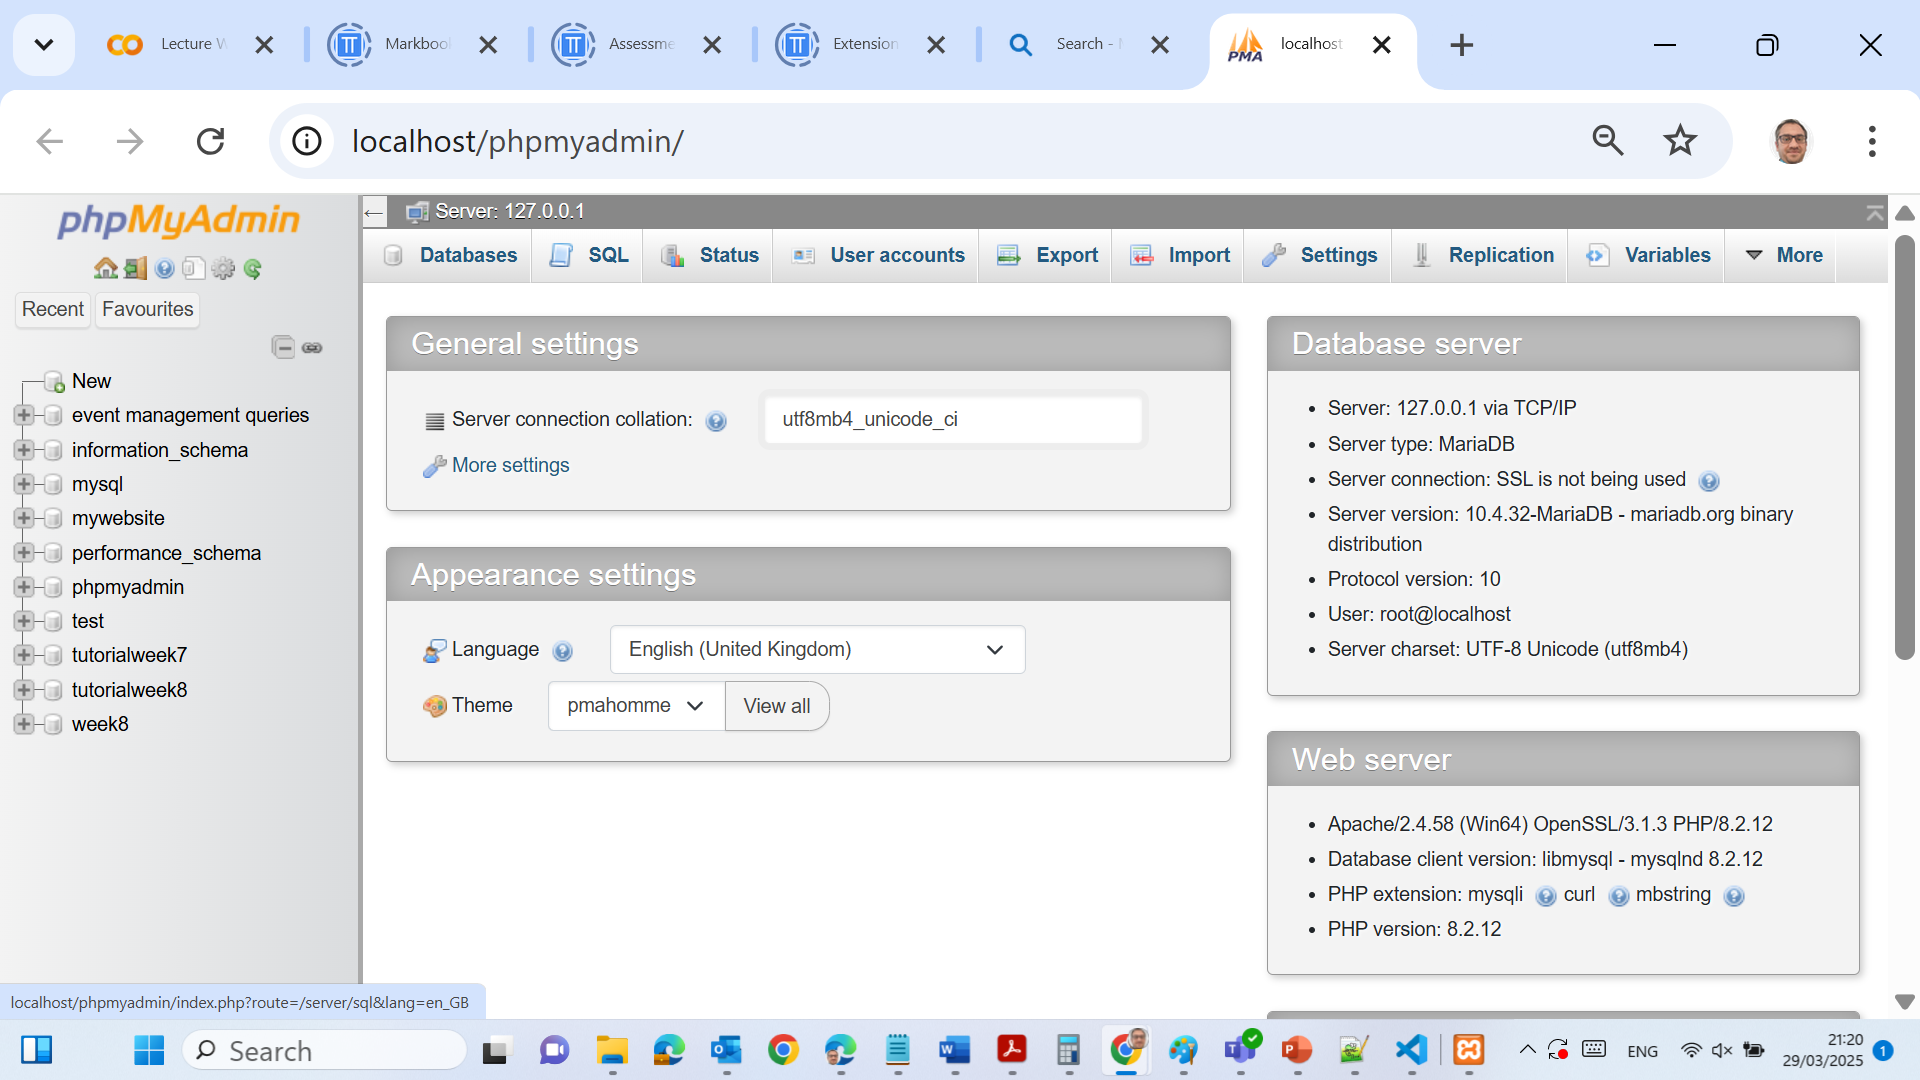 Lecture W
Markbool
Assessme
Extension
Search -
PMA
localhost
localhost/phpmyadmin/
phpMyAdmin
Recent
Favourites
New
event management queries
information_schema
mysql
mywebsite
performance_schema
phpmyadmin
test
tutorialweek7
tutorialweek8
week8
Server: 127.0.0.1
Databases
SQL
Status
User accounts
Export
Import
Settings
Replication
Variables
More
General settings
Server connection collation:
utf8mb4_unicode_ci
More settings
Appearance settings
Language
English (United Kingdom)
Theme
pmahomme
View all
Database server
Server: 127.0.0.1 via TCP/IP
Server type: MariaDB
Server connection: SSL is not being used
Server version: 10.4.32-MariaDB - mariadb.org binary
distribution
Protocol version: 10
User: root@localhost
Server charset: UTF-8 Unicode (utf8mb4)
Web server
Apache/2.4.58 (Win64) OpenSSL/3.1.3 PHP/8.2.12
Database client version: libmysql - mysqlnd 8.2.12
PHP extension: mysqli curl mbstring
PHP version: 8.2.12
localhost/phpmyadmin/index.php?route=/server/sql&lang=en_GB
Search
ENG
21:20
29/03/2025
1